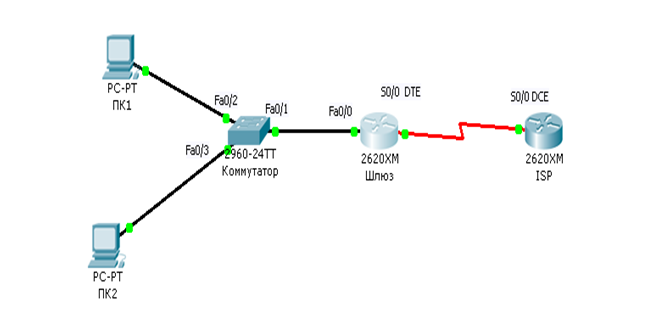 PC-PT
ПК1
Fa0/2
Fa0/1
Fa0/3
2960-24TT
Коммутатор
Fa0/0
S0/0 DTE
2620XM
Шлюз
S0/0 DCE
2620XM
ISP
PC-PT
ПК2